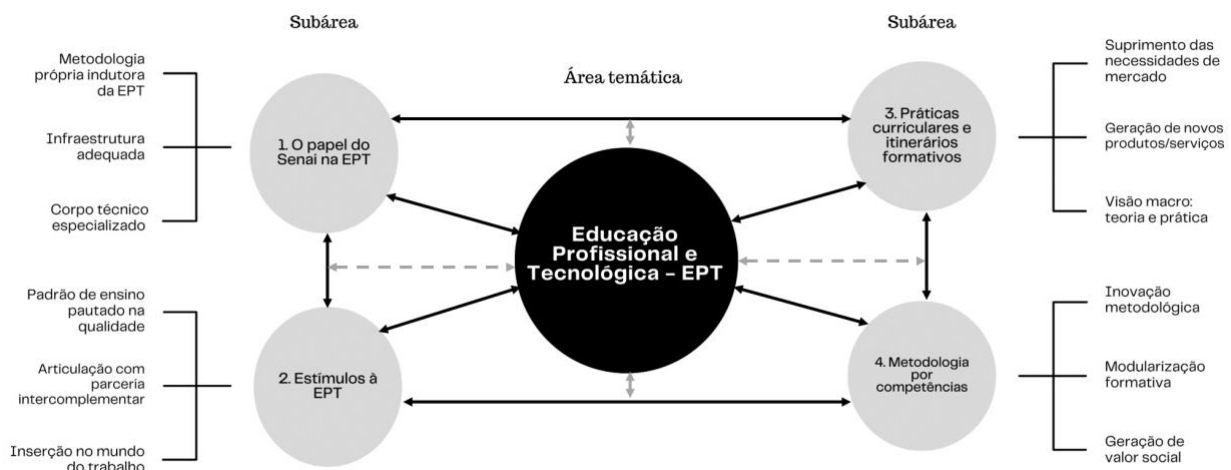 Subárea
Subárea
Área temática
Metodologia
própria indutora
da EPT
Infraestrutura
adequada
Corpo técnico
especializado
1. O papel do
Senai na EPT
3. Práticas
curriculares e
itinerários
formativos
Suprimento das
necessidades de
mercado
Geração de novos
produtos/serviços
Visão macro:
teoria e prática
Educação
Profissional e
Tecnológica - EPT
Padrão de ensino
pautado na
qualidade
Articulação com
parceria
intercomplementar
Inserção no mundo
do trabalho
2. Estímulos à
EPT
4. Metodologia
por
competências
Inovação
metodológica
Modularização
formativa
Geração de
valor social